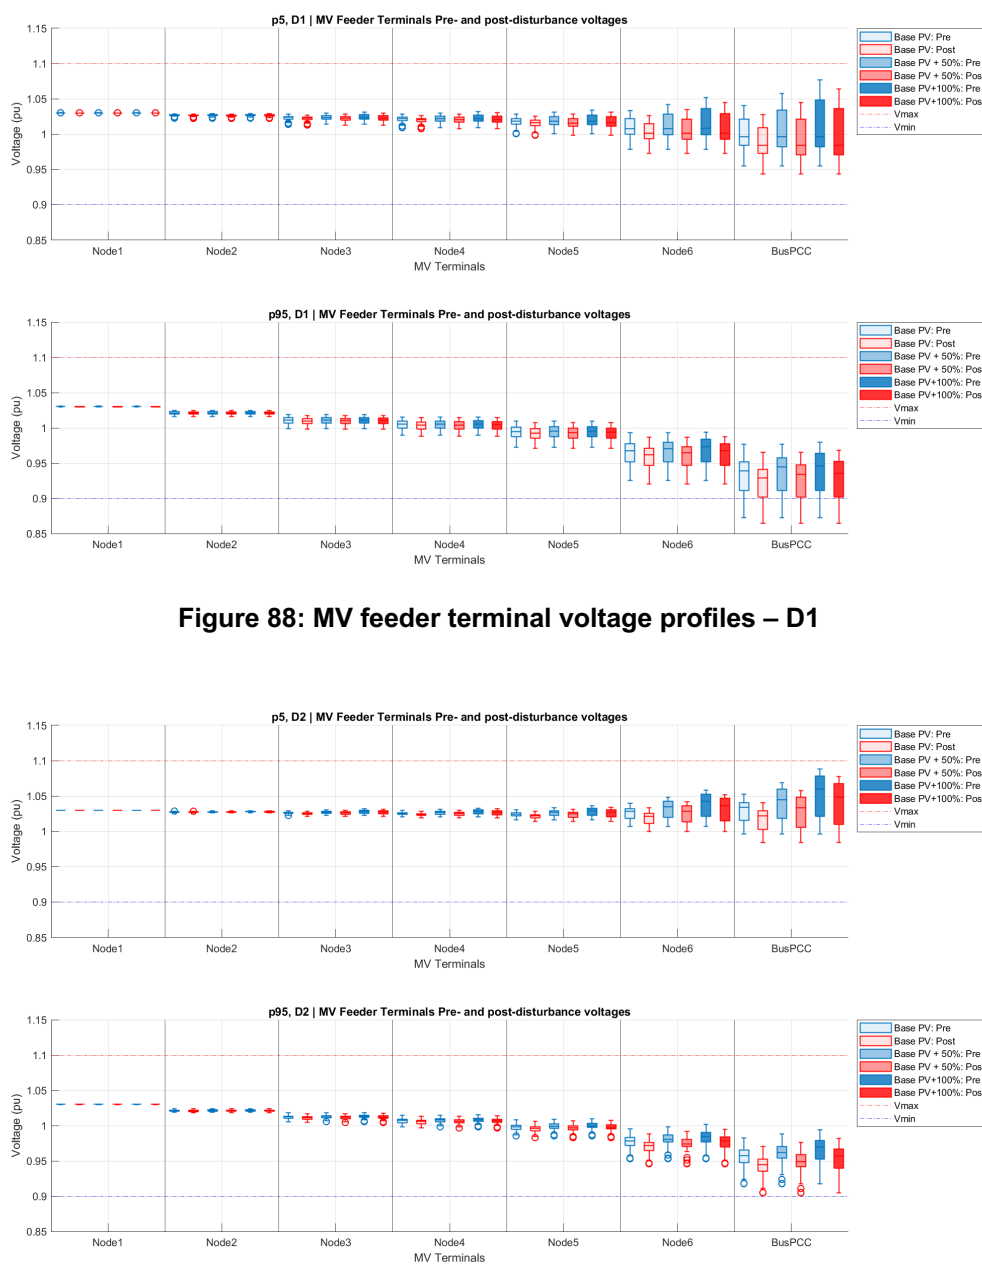 p5, D1 | MV Feeder Terminals Pre- and post-disturbance voltages
1.15
1.1
1.05
1
0.95
0.9
0.85
Voltage (pu)
Node1 Node2 Node3 Node4 Node5 Node6 BusPCC
MV Terminals
Base PV: Pre
Base PV: Post
Base PV + 50%: Pre
Base PV + 50%: Pos
Base PV+100%: Pre
Base PV+100%: Pos
Vmax
Vmin
p95, D1 | MV Feeder Terminals Pre- and post-disturbance voltages
1.15
1.1
1.05
1
0.95
0.9
0.85
Voltage (pu)
Node1 Node2 Node3 Node4 Node5 Node6 BusPCC
MV Terminals
Base PV: Pre
Base PV: Post
Base PV + 50%: Pre
Base PV + 50%: Pos
Base PV+100%: Pre
Base PV+100%: Pos
Vmax
Vmin
Figure 88: MV feeder terminal voltage profiles – D1
p5, D2 | MV Feeder Terminals Pre- and post-disturbance voltages
1.15
1.1
1.05
1
0.95
0.9
0.85
Voltage (pu)
Node1 Node2 Node3 Node4 Node5 Node6 BusPCC
MV Terminals
Base PV: Pre
Base PV: Post
Base PV + 50%: Pre
Base PV + 50%: Pos
Base PV+100%: Pre
Base PV+100%: Pos
Vmax
Vmin
p95, D2 | MV Feeder Terminals Pre- and post-disturbance voltages
1.15
1.1
1.05
1
0.95
0.9
0.85
Voltage (pu)
Node1 Node2 Node3 Node4 Node5 Node6 BusPCC
MV Terminals
Base PV: Pre
Base PV: Post
Base PV + 50%: Pre
Base PV + 50%: Pos
Base PV+100%: Pre
Base PV+100%: Pos
Vmax
Vmin